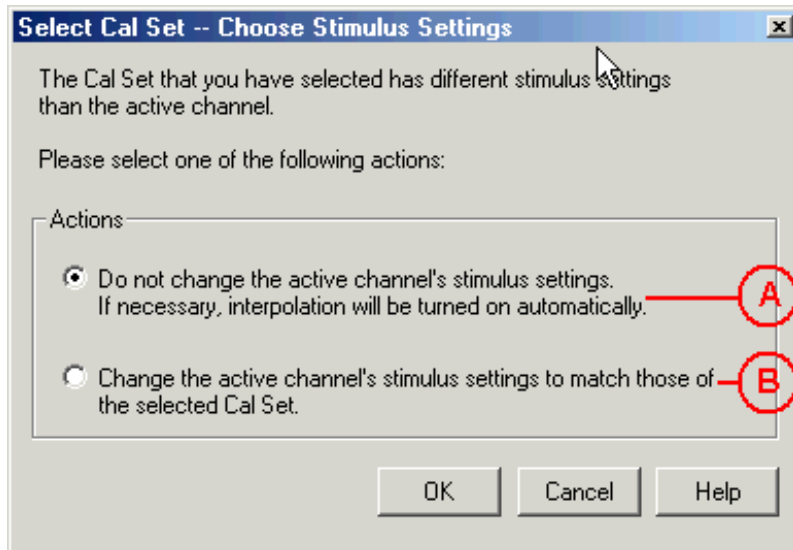 Select Cal Set -- Choose Stimulus Settings
The Cal Set that you have selected has different stimulus settings
than the active channel.
Please select one of the following actions:
Actions
Do not change the active channel's stimulus settings.
If necessary, interpolation will be turned on automatically.
A
Change the active channel's stimulus settings to match those of
B
the selected Cal Set.
OK Cancel Help